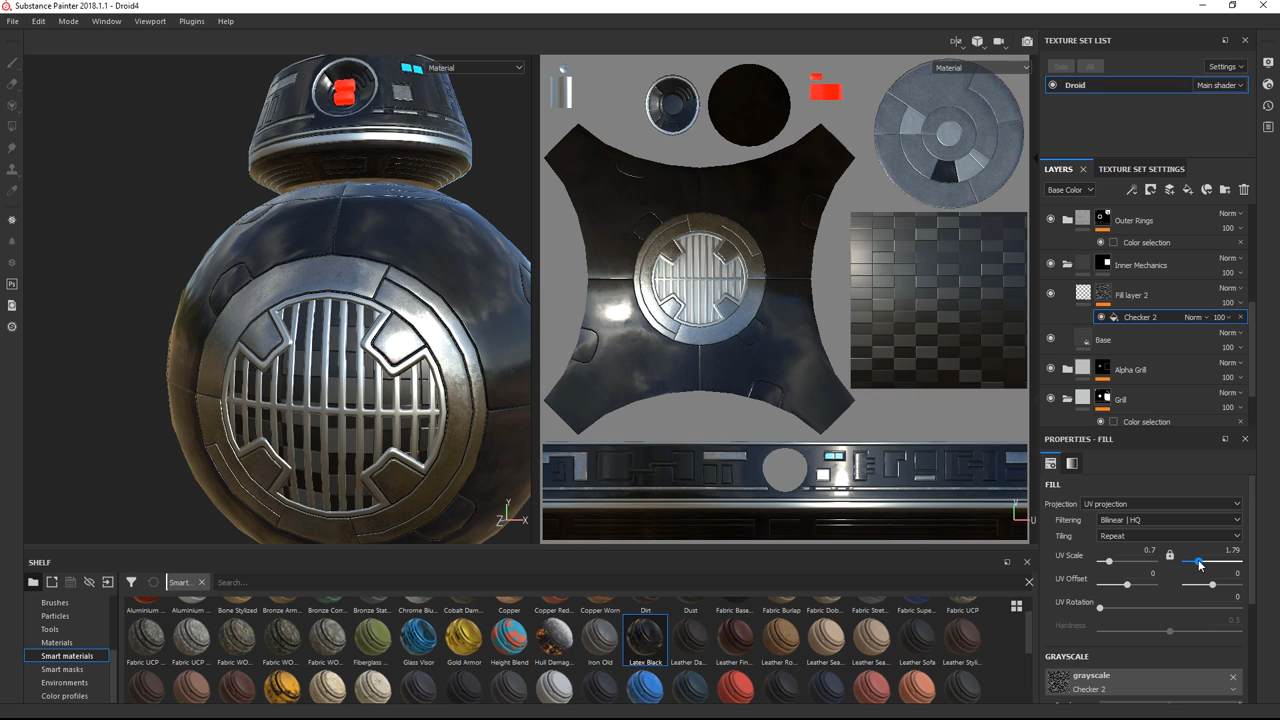 Substance Painter 2018.1.1 - Droid4
File Edit Mode Window Viewport Plugins Help
Material
Material
TEXTURE SET LIST
Solo All Settings
Droid Main shader
LAYERS TEXTURE SET SETTINGS
Base Color
Outer Rings Norm
100
Color selection
Inner Mechanics Norm
100
Fill layer 2 Norm
100
Checker 2 Norm 100
Base Norm
100
Alpha Grill Norm
100
Grill Norm
100
Color selection
PROPERTIES - FILL
FILL
Projection UV projection
Filtering Bilinear | HQ
Tiling Repeat
UV Scale 0.7 1.79
UV Offset 0 0
UV Rotation 0
Hardness 0.5
GRAYSCALE
grayscale
Checker 2
Y
Z X
V
U
SHELF
Smart... Search...
Brushes
Particles
Tools
Materials
Smart materials
Environments
Color profiles
Aluminium ... Aluminium ... Bone Stylized Bronze Arm... Bronze Corr... Bronze Stat... Chrome Blu... Cobalt Dam... Copper Copper Red... Copper Worn Dirt Dust Fabric Base... Fabric Burlap Fabric Dob... Fabric Stret... Fabric Supe... Fabric UCP
Fabric UCP ... Fabric UCP ... Fabric WO... Fabric WO... Fabric WO... Fiberglass ... Glass Visor Gold Armor Height Blend Hull Damag... Iron Old Latex Black Leather Da... Leather Fin... Leather Ro... Leather Sea... Leather Sea... Leather Sofa Leather Styli...
Ps